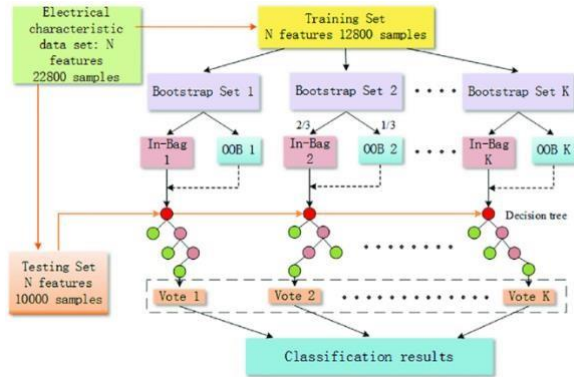 Electrical
characteristic
data set: N
features
22800 samples
Training Set
N features 12800 samples
Bootstrap Set 1
Bootstrap Set 2
Bootstrap Set K
2/3
1/3
In-Bag
1
OOB 1
In-Bag
2
OOB 2
In-Bag
K
OOB K
Decision tree
Testing Set
N features
10000 samples
Vote 1
Vote 2
Vote K
Classification results